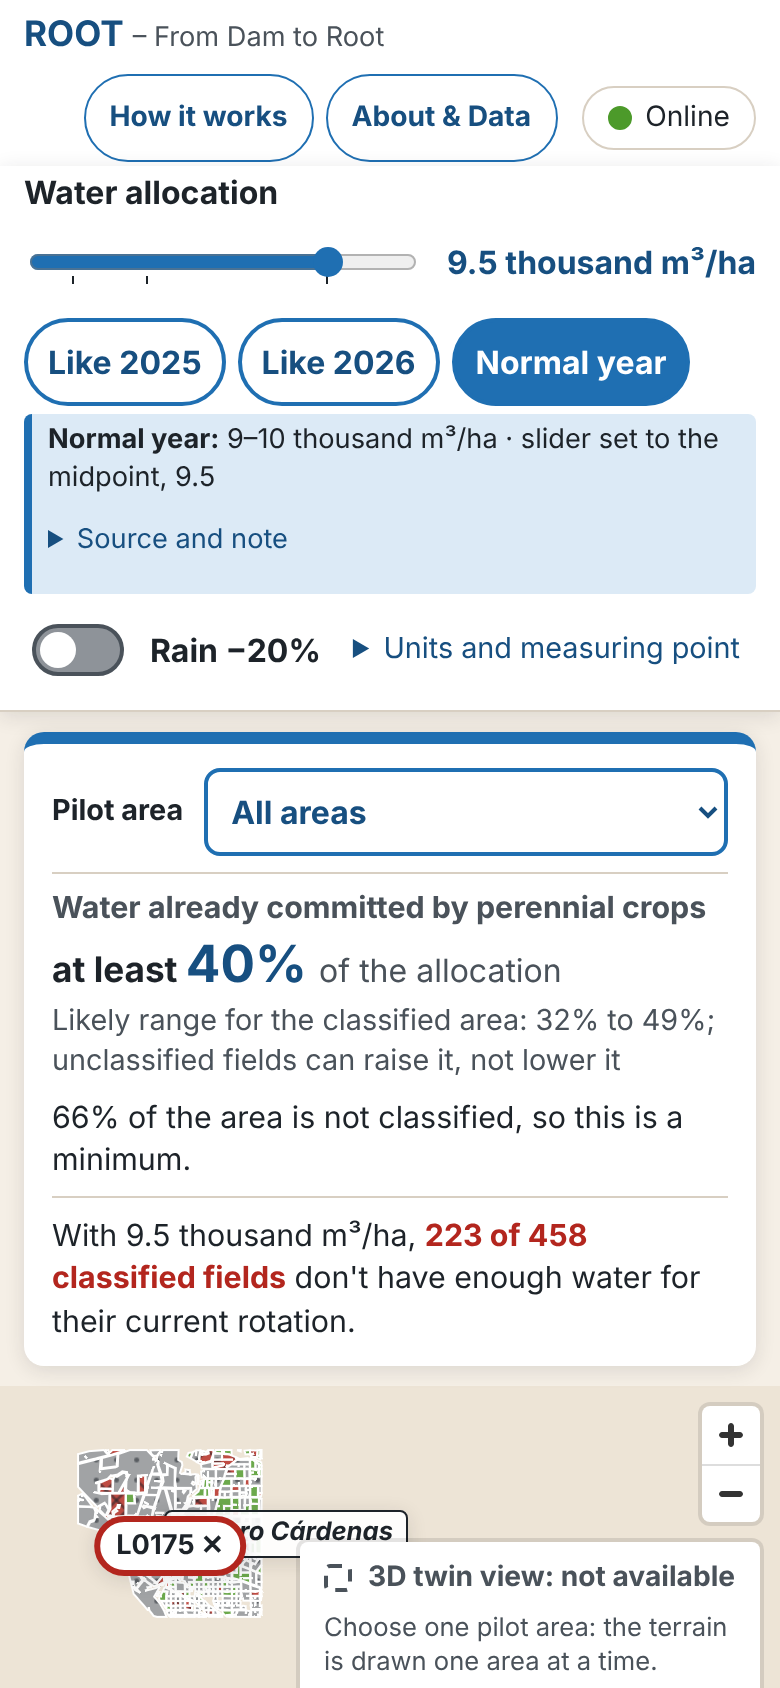 ROOT – From Dam to Root
How it works
About & Data
Online
Water allocation
9.5 thousand m³/ha
Like 2025
Like 2026
Normal year
Normal year: 9–10 thousand m³/ha · slider set to the
midpoint, 9.5
Source and note
Rain −20%
Units and measuring point
Pilot area
All areas
Water already committed by perennial crops
at least 40% of the allocation
Likely range for the classified area: 32% to 49%;
unclassified fields can raise it, not lower it
66% of the area is not classified, so this is a
minimum.
With 9.5 thousand m³/ha, 223 of 458
classified fields don't have enough water for
their current rotation.
+
−
Cárdenas
L0175 ✕
3D twin view: not available
Choose one pilot area: the terrain
is drawn one area at a time.